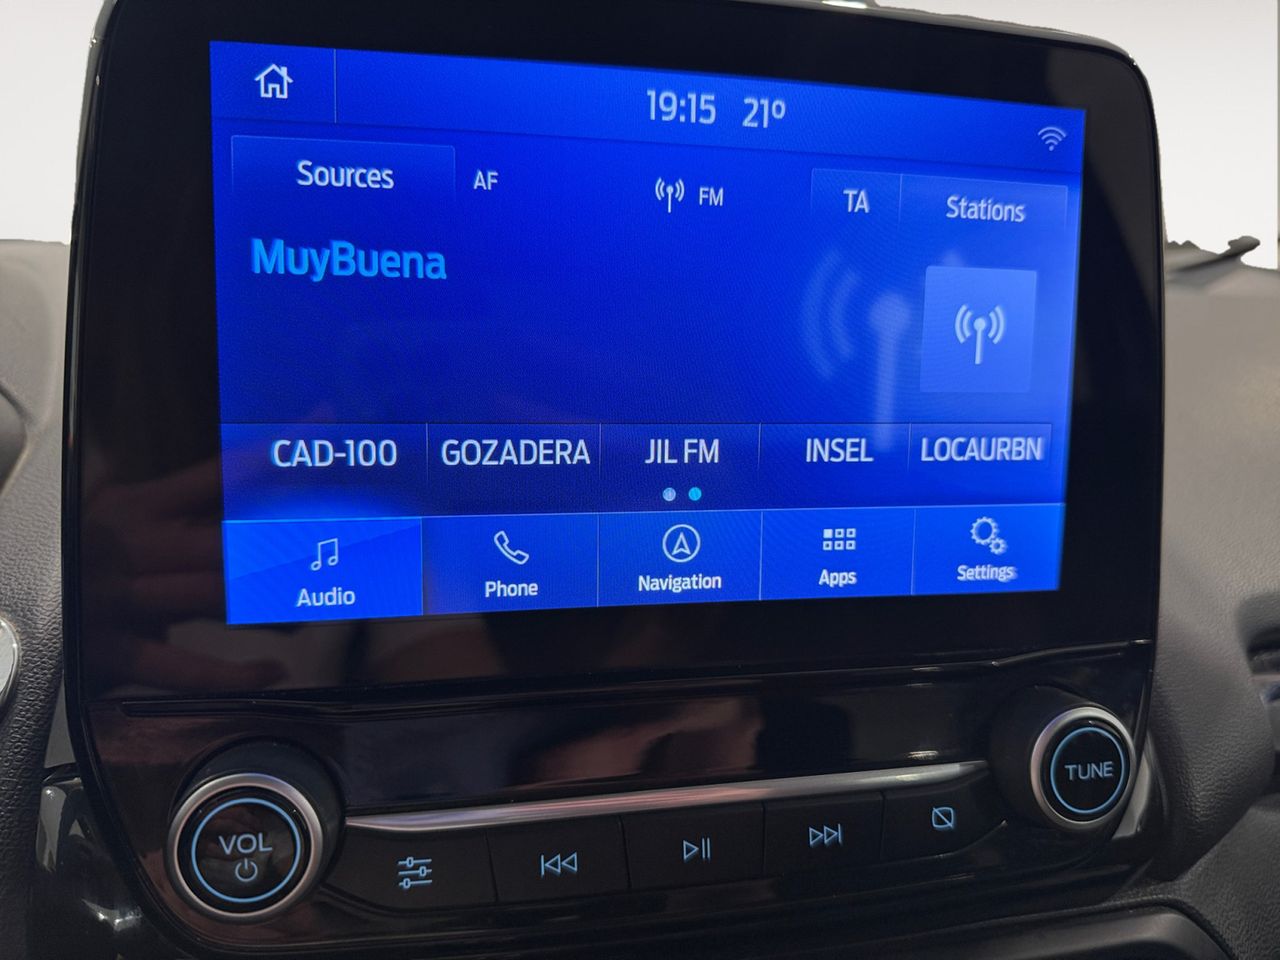 19:15 21º
Sources AF FM TA Stations
MuyBuena
CAD-100 GOZADERA JIL FM INSEL LOCAURBN
Audio Phone Navigation Apps Settings
VOL TUNE